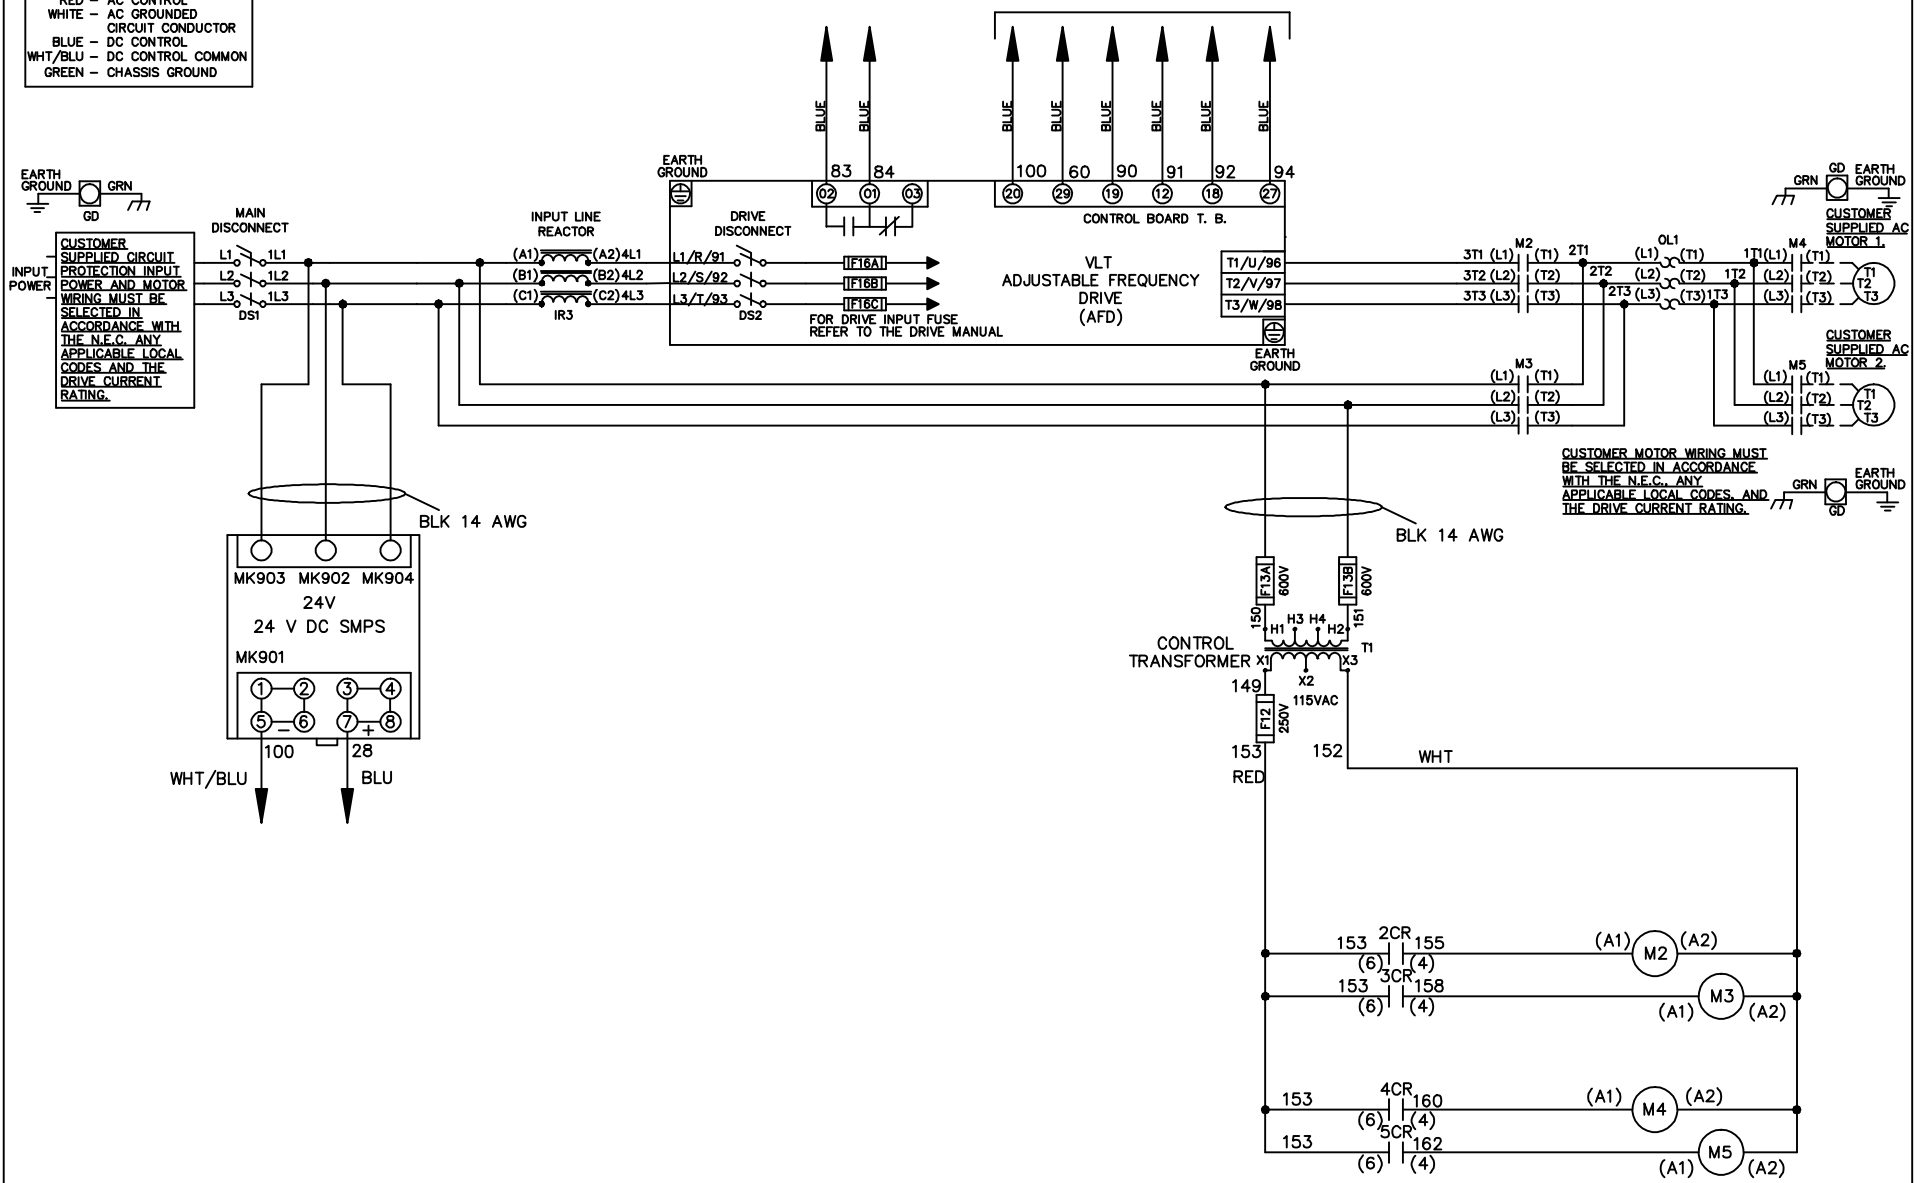 RED – AC CONTROL
WHITE – AC GROUNDED
CIRCUIT CONDUCTOR
BLUE – DC CONTROL
WHT/BLU – DC CONTROL COMMON
GREEN – CHASSIS GROUND
BLUE
BLUE
BLUE
BLUE
BLUE
BLUE
BLUE
BLUE
EARTH
GROUND
GRN
GD
EARTH
GROUND
83 84
02 01 03
100 60 90 91 92 94
20 29 19 12 18 27
CONTROL BOARD T. B.
GRN
GD
EARTH
GROUND
INPUT
POWER
CUSTOMER
SUPPLIED CIRCUIT
PROTECTION INPUT
POWER AND MOTOR
WIRING MUST BE
SELECTED IN
ACCORDANCE WITH
THE N.E.C. ANY
APPLICABLE LOCAL
CODES AND THE
DRIVE CURRENT
RATING.
MAIN
DISCONNECT
L1 1L1
L2 1L2
L3 1L3
DS1
INPUT LINE
REACTOR
(A1) (A2) 4L1
(B1) (B2) 4L2
(C1) (C2) 4L3
IR3
DRIVE
DISCONNECT
L1/R/91
L2/S/92
L3/T/93
DS2
F16A
F16B
F16C
FOR DRIVE INPUT FUSE
REFER TO THE DRIVE MANUAL
VLT
ADJUSTABLE FREQUENCY
DRIVE
(AFD)
T1/U/96
T2/V/97
T3/W/98
EARTH
GROUND
M2
3T1 (L1) (T1) 2T1
3T2 (L2) (T2) 2T2
3T3 (L3) (T3) 2T3
OL1
(L1) (T1) 1T1
(L2) (T2) 1T2
(L3) (T3) 1T3
M4
(L1) (T1)
(L2) (T2)
(L3) (T3)
CUSTOMER
SUPPLIED AC
MOTOR 1.
T1
T2
T3
M3
(L1) (T1)
(L2) (T2)
(L3) (T3)
M5
(L1) (T1)
(L2) (T2)
(L3) (T3)
CUSTOMER
SUPPLIED AC
MOTOR 2.
T1
T2
T3
CUSTOMER MOTOR WIRING MUST
BE SELECTED IN ACCORDANCE
WITH THE N.E.C., ANY
APPLICABLE LOCAL CODES, AND
THE DRIVE CURRENT RATING.
GRN
GD
EARTH
GROUND
BLK 14 AWG
MK903 MK902 MK904
24V
24 V DC SMPS
MK901
1 2 3 4
5 6 7 8
– +
100 28
WHT/BLU BLU
BLK 14 AWG
F13A
600V
F13B
600V
150
151
H1 H3 H4 H2
T1
CONTROL
TRANSFORMER
X1 X3
X2
115VAC
149
F12
250V
153
RED
152
WHT
153 2CR 155
(6) (4)
(A1) M2 (A2)
153 3CR 158
(6) (4)
(A1) M3 (A2)
153 4CR 160
(6) (4)
(A1) M4 (A2)
153 5CR 162
(6) (4)
(A1) M5 (A2)